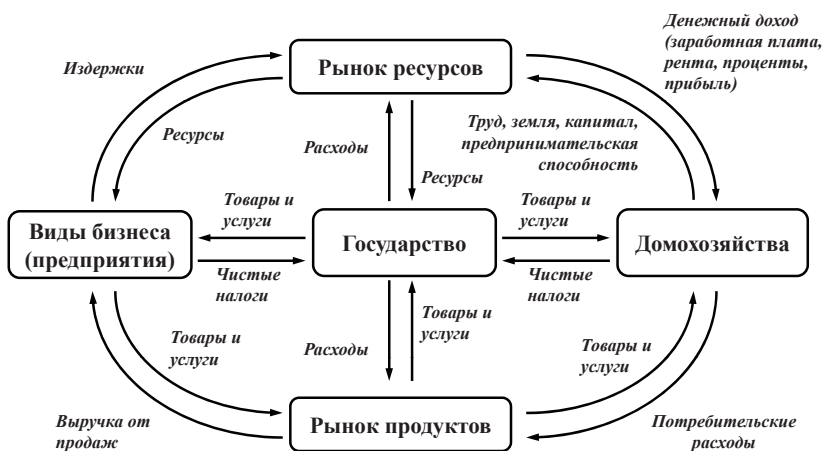 Денежный доход
(заработная плата,
рента, проценты,
прибыль)
Издержки
Рынок ресурсов
Ресурсы
Расходы
Труд, земля, капитал,
предпринимательская
способность
Ресурсы
Товары и
услуги
Товары и
услуги
Виды бизнеса
(предприятия)
Государство
Домохозяйства
Чистые
налоги
Чистые
налоги
Товары и
услуги
Расходы
Товары и
услуги
Товары и
услуги
Выручка от
продаж
Рынок продуктов
Потребительские
расходы